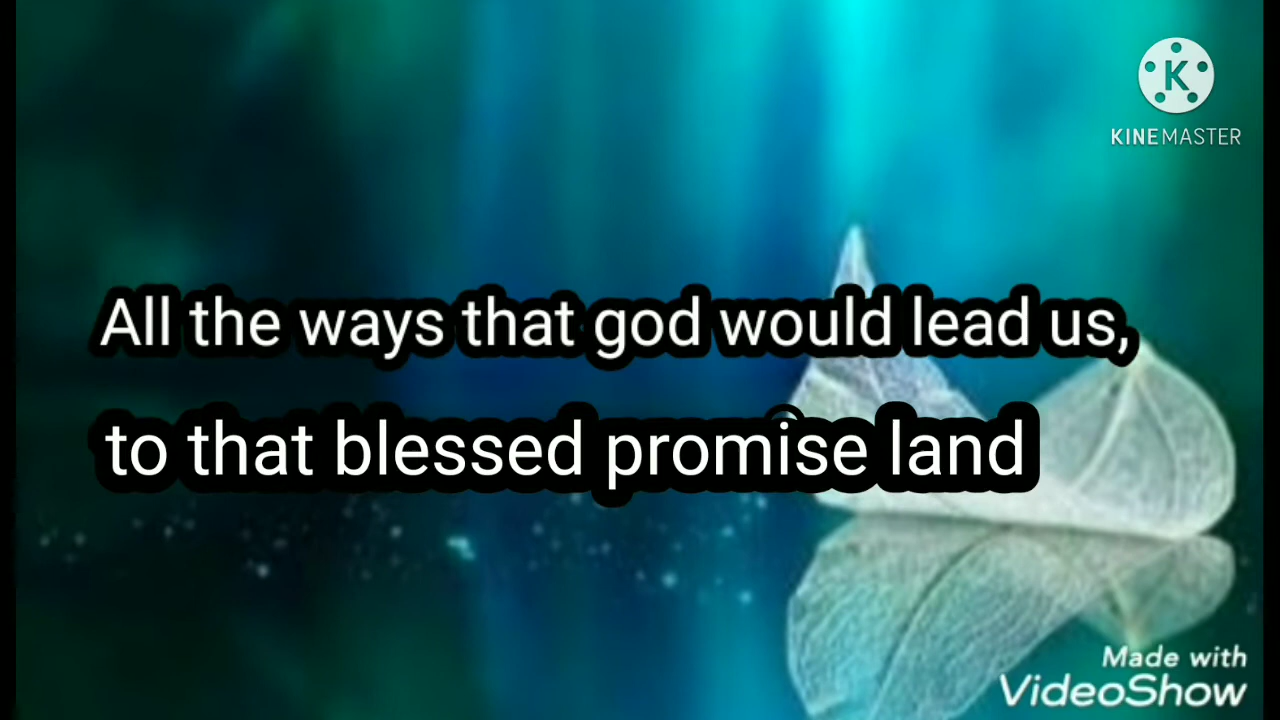 K
KINEMASTER
All the ways that god would lead us,
to that blessed promise land
Made with
VideoShow